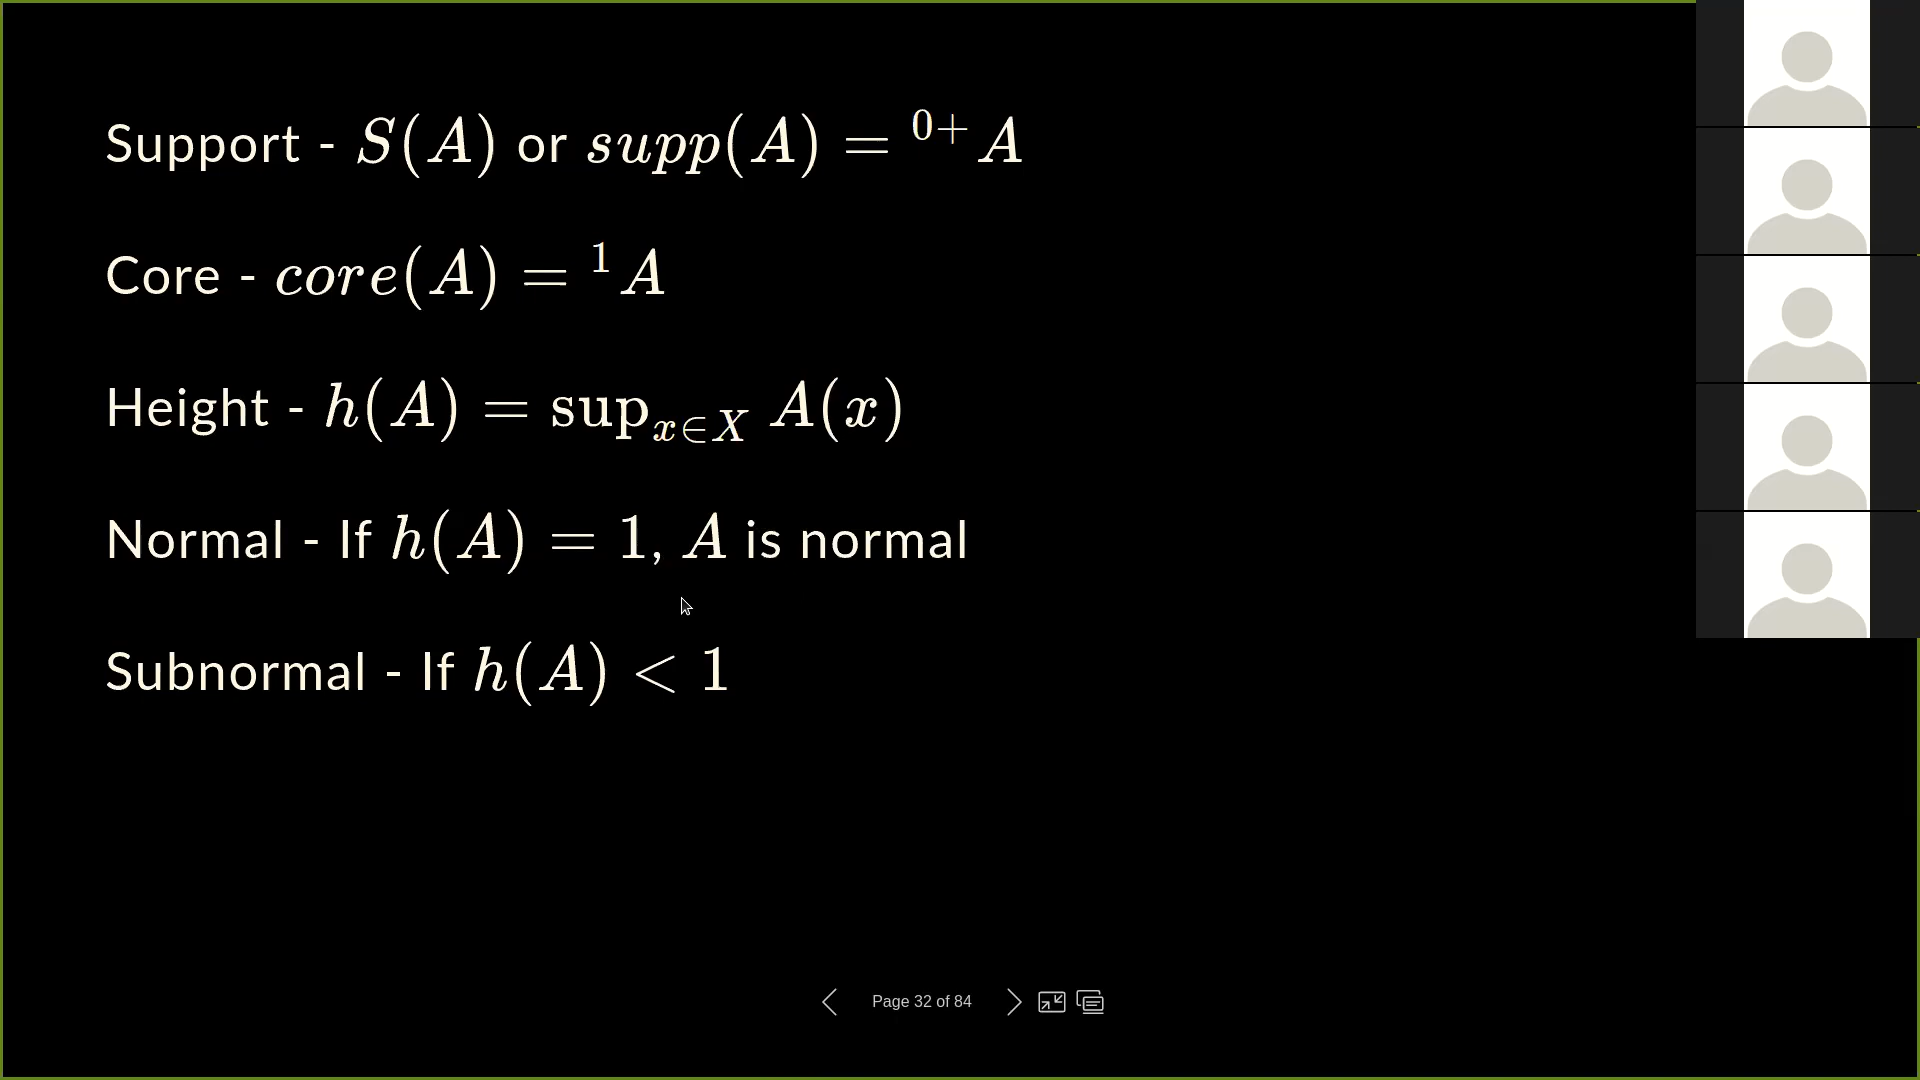 Support - S(A) or supp(A) = ⁰⁺A
Core - core(A) = ¹A
Height - h(A) = sup_{x∈X} A(x)
Normal - If h(A) = 1, A is normal
Subnormal - If h(A) < 1
Page 32 of 84